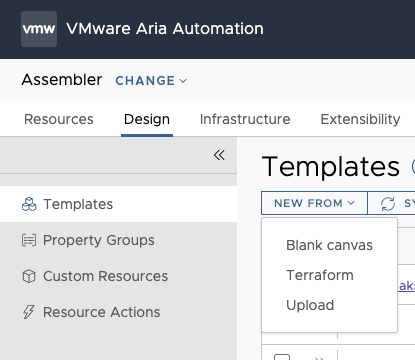 vmw VMware Aria Automation
Assembler CHANGE
Resources Design Infrastructure Extensibility
Templates
NEW FROM
Templates
Property Groups
Custom Resources
Resource Actions
Blank canvas
Terraform
Upload